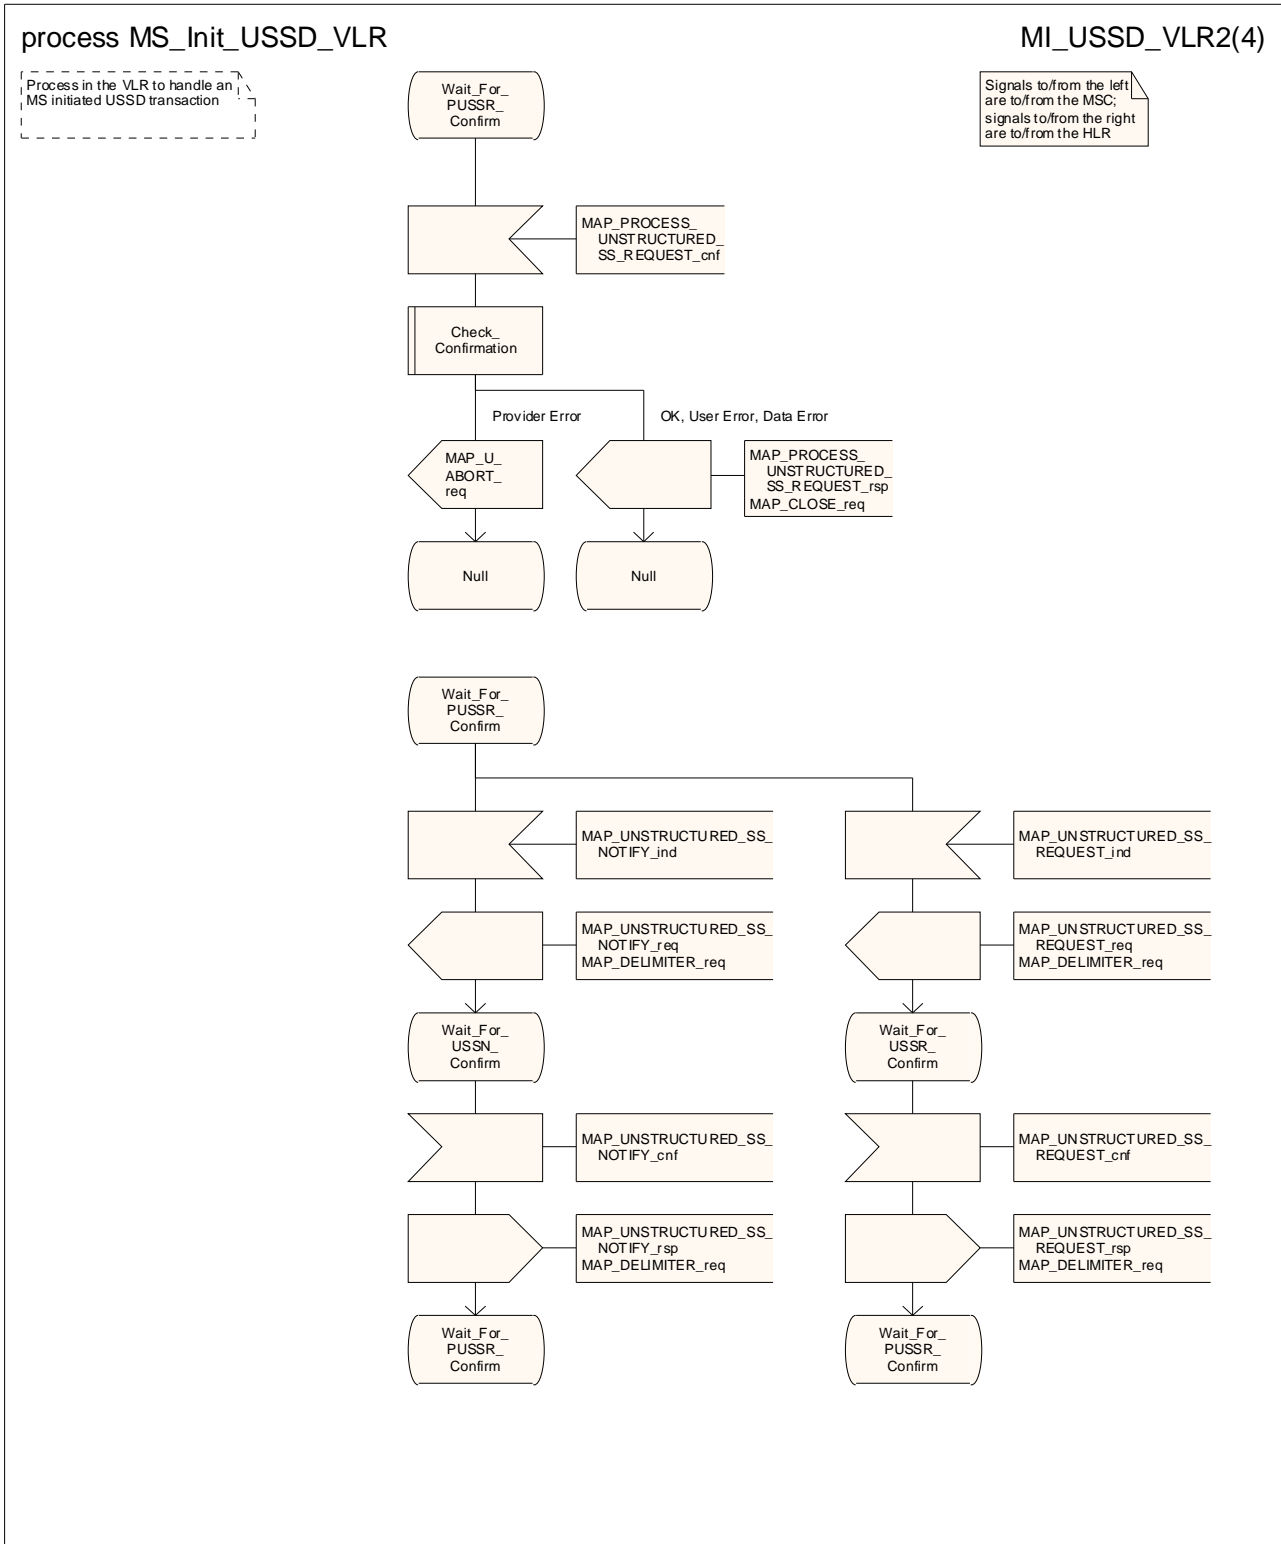 process MS_Init_USSD_VLR
MI_USSD_VLR2(4)
Process in the VLR to handle an
MS initiated USSD transaction
Signals to/from the left
are to/from the MSC;
signals to/from the right
are to/from the HLR
Wait_For_
PUSSR_
Confirm
MAP_PROCESS_
UNSTRUCTURED_
SS_REQUEST_cnf
Check_
Confirmation
Provider Error
OK, User Error, Data Error
MAP_U_
ABORT_
req
MAP_PROCESS_
UNSTRUCTURED_
SS_REQUEST_rsp
MAP_CLOSE_req
Null
Null
Wait_For_
PUSSR_
Confirm
MAP_UNSTRUCTURED_SS_
NOTIFY_ind
MAP_UNSTRUCTURED_SS_
REQUEST_ind
MAP_UNSTRUCTURED_SS_
NOTIFY_req
MAP_DELIMITER_req
MAP_UNSTRUCTURED_SS_
REQUEST_req
MAP_DELIMITER_req
Wait_For_
USSN_
Confirm
Wait_For_
USSR_
Confirm
MAP_UNSTRUCTURED_SS_
NOTIFY_cnf
MAP_UNSTRUCTURED_SS_
REQUEST_cnf
MAP_UNSTRUCTURED_SS_
NOTIFY_rsp
MAP_DELIMITER_req
MAP_UNSTRUCTURED_SS_
REQUEST_rsp
MAP_DELIMITER_req
Wait_For_
PUSSR_
Confirm
Wait_For_
PUSSR_
Confirm